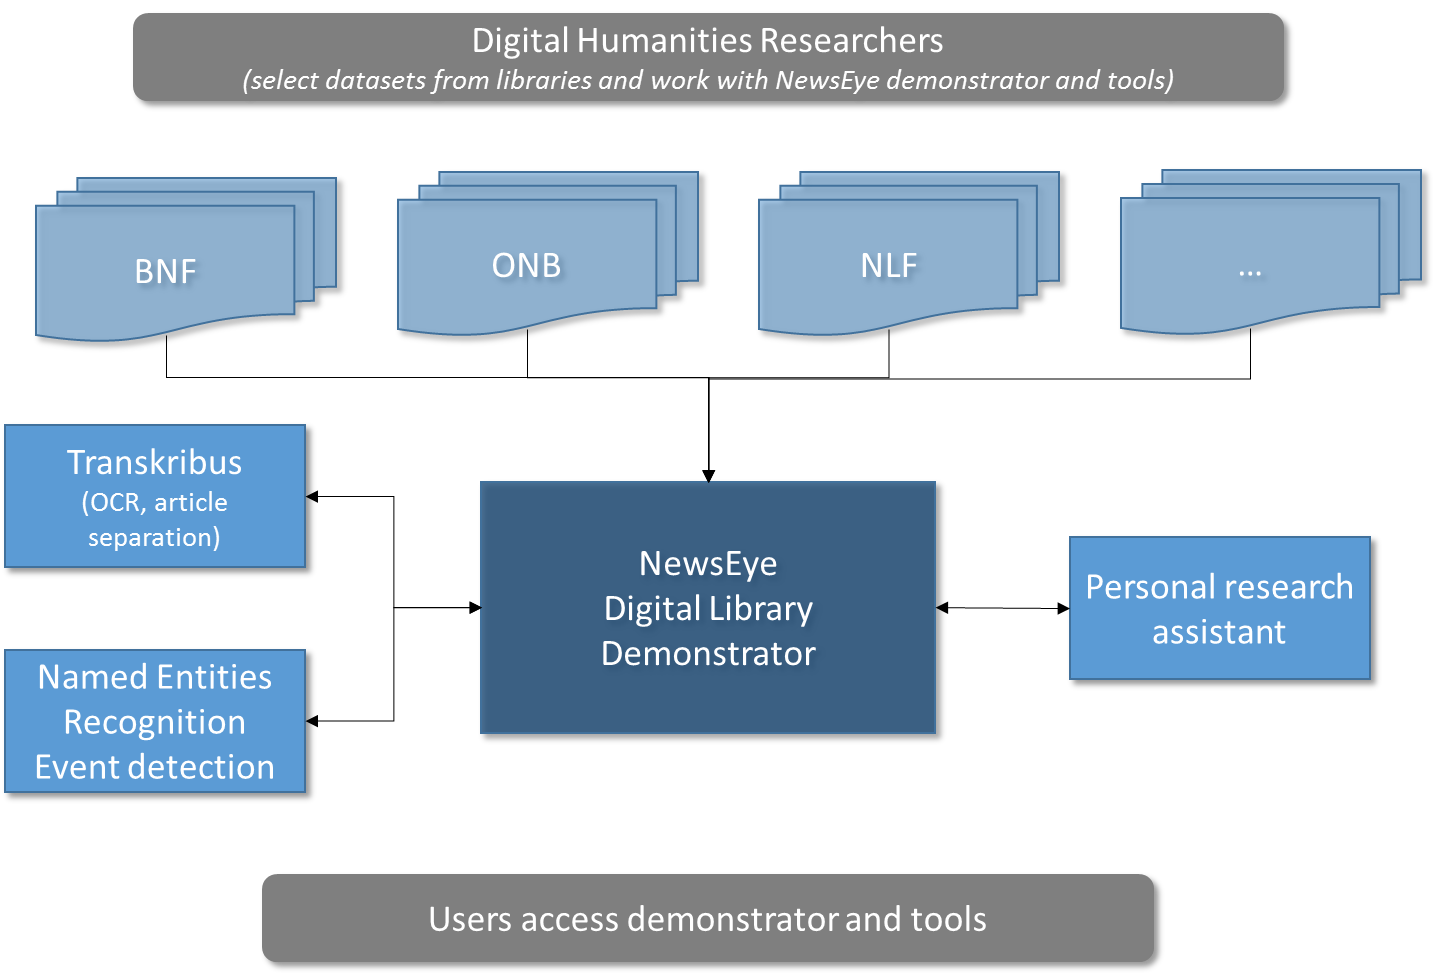 Digital Humanities Researchers
(select datasets from libraries and work with NewsEye demonstrator and tools)
BNF
ONB
NLF
...
Transkribus
(OCR, article
separation)
NewsEye
Digital Library
Demonstrator
Personal research
assistant
Named Entities
Recognition
Event detection
Users access demonstrator and tools